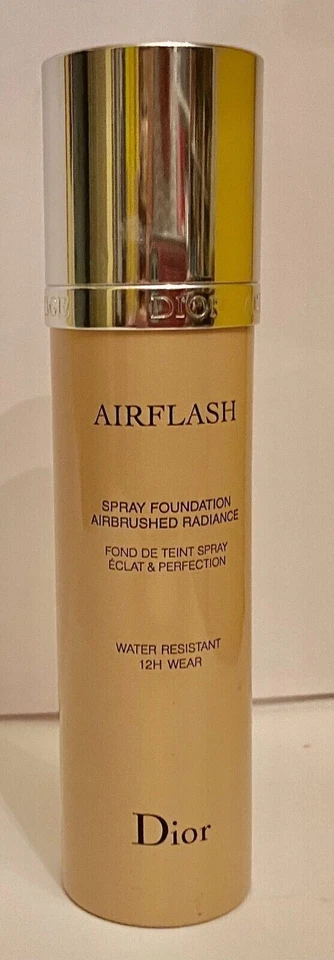 DIOR
AIRFLASH
SPRAY FOUNDATION
AIRBRUSHED RADIANCE
FOND DE TEINT SPRAY
ÉCLAT & PERFECTION
WATER RESISTANT
12H WEAR
Dior